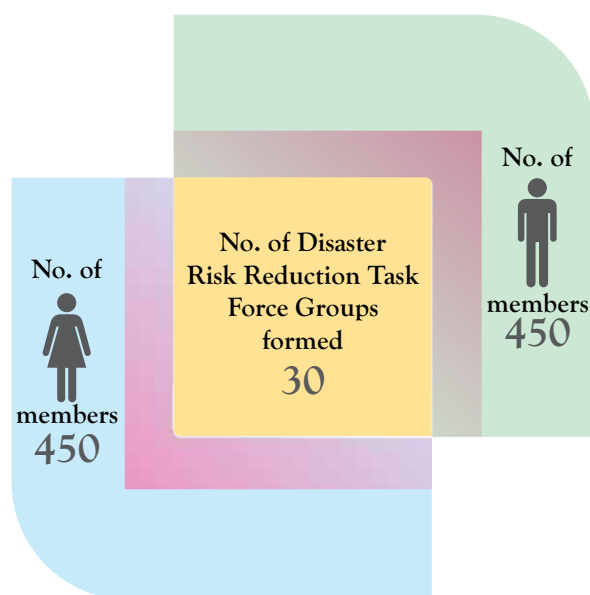 No. of
members
450
No. of Disaster
Risk Reduction Task
Force Groups
formed
30
No. of
members
450